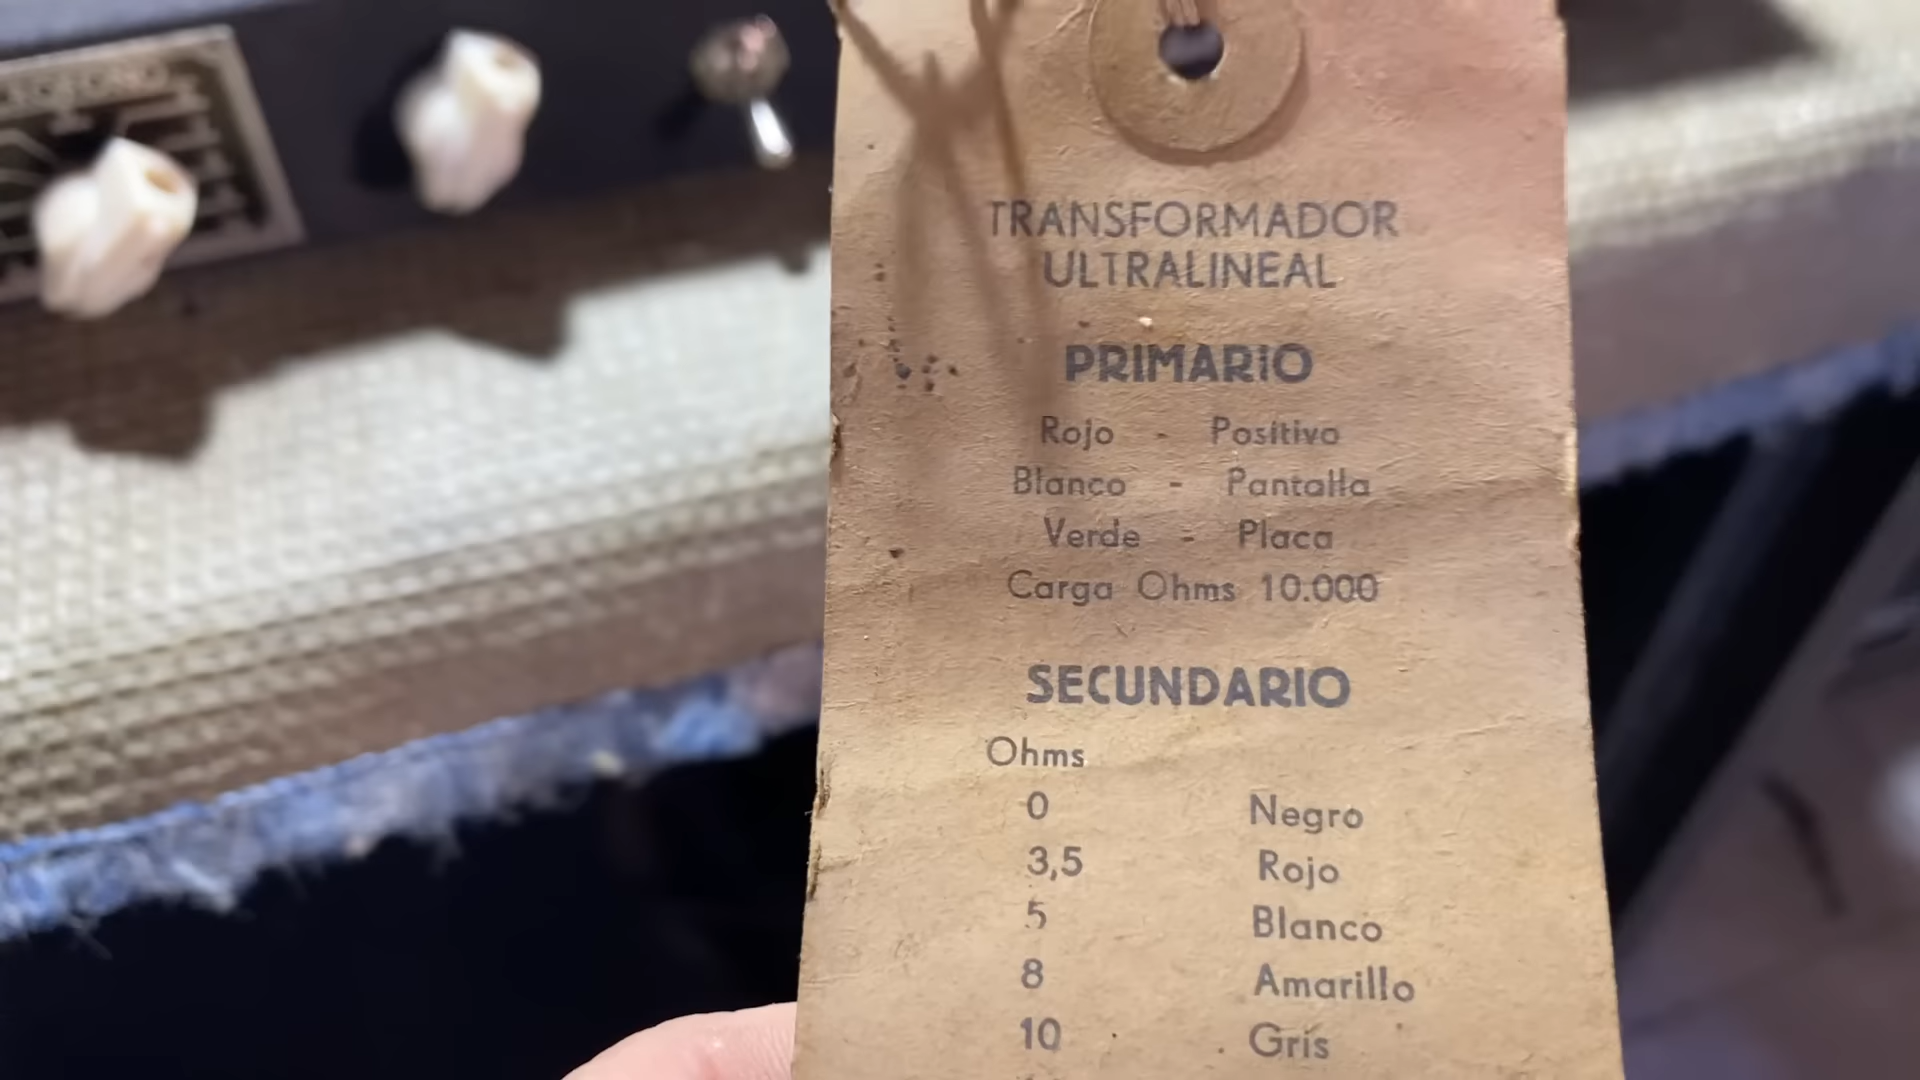 TRANSFORMADOR
ULTRALINEAL
PRIMARIO
Rojo - Positivo
Blanco - Pantalla
Verde - Placa
Carga Ohms 10.000
SECUNDARIO
Ohms
0 Negro
3,5 Rojo
5 Blanco
8 Amarillo
10 Gris